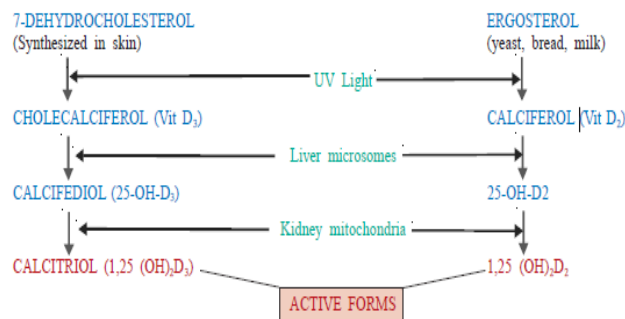 7-DEHYDROCHOLESTEROL
(Synthesized in skin)
ERGOSTEROL
(yeast, bread, milk)
UV Light
CHOLECALCIFEROL (Vit D₃)
CALCIFEROL (Vit D₂)
Liver microsomes
CALCIFEDIOL (25-OH-D₃)
25-OH-D2
Kidney mitochondria
CALCITRIOL (1,25 (OH)₂D₃)
1,25 (OH)₂D₂
ACTIVE FORMS